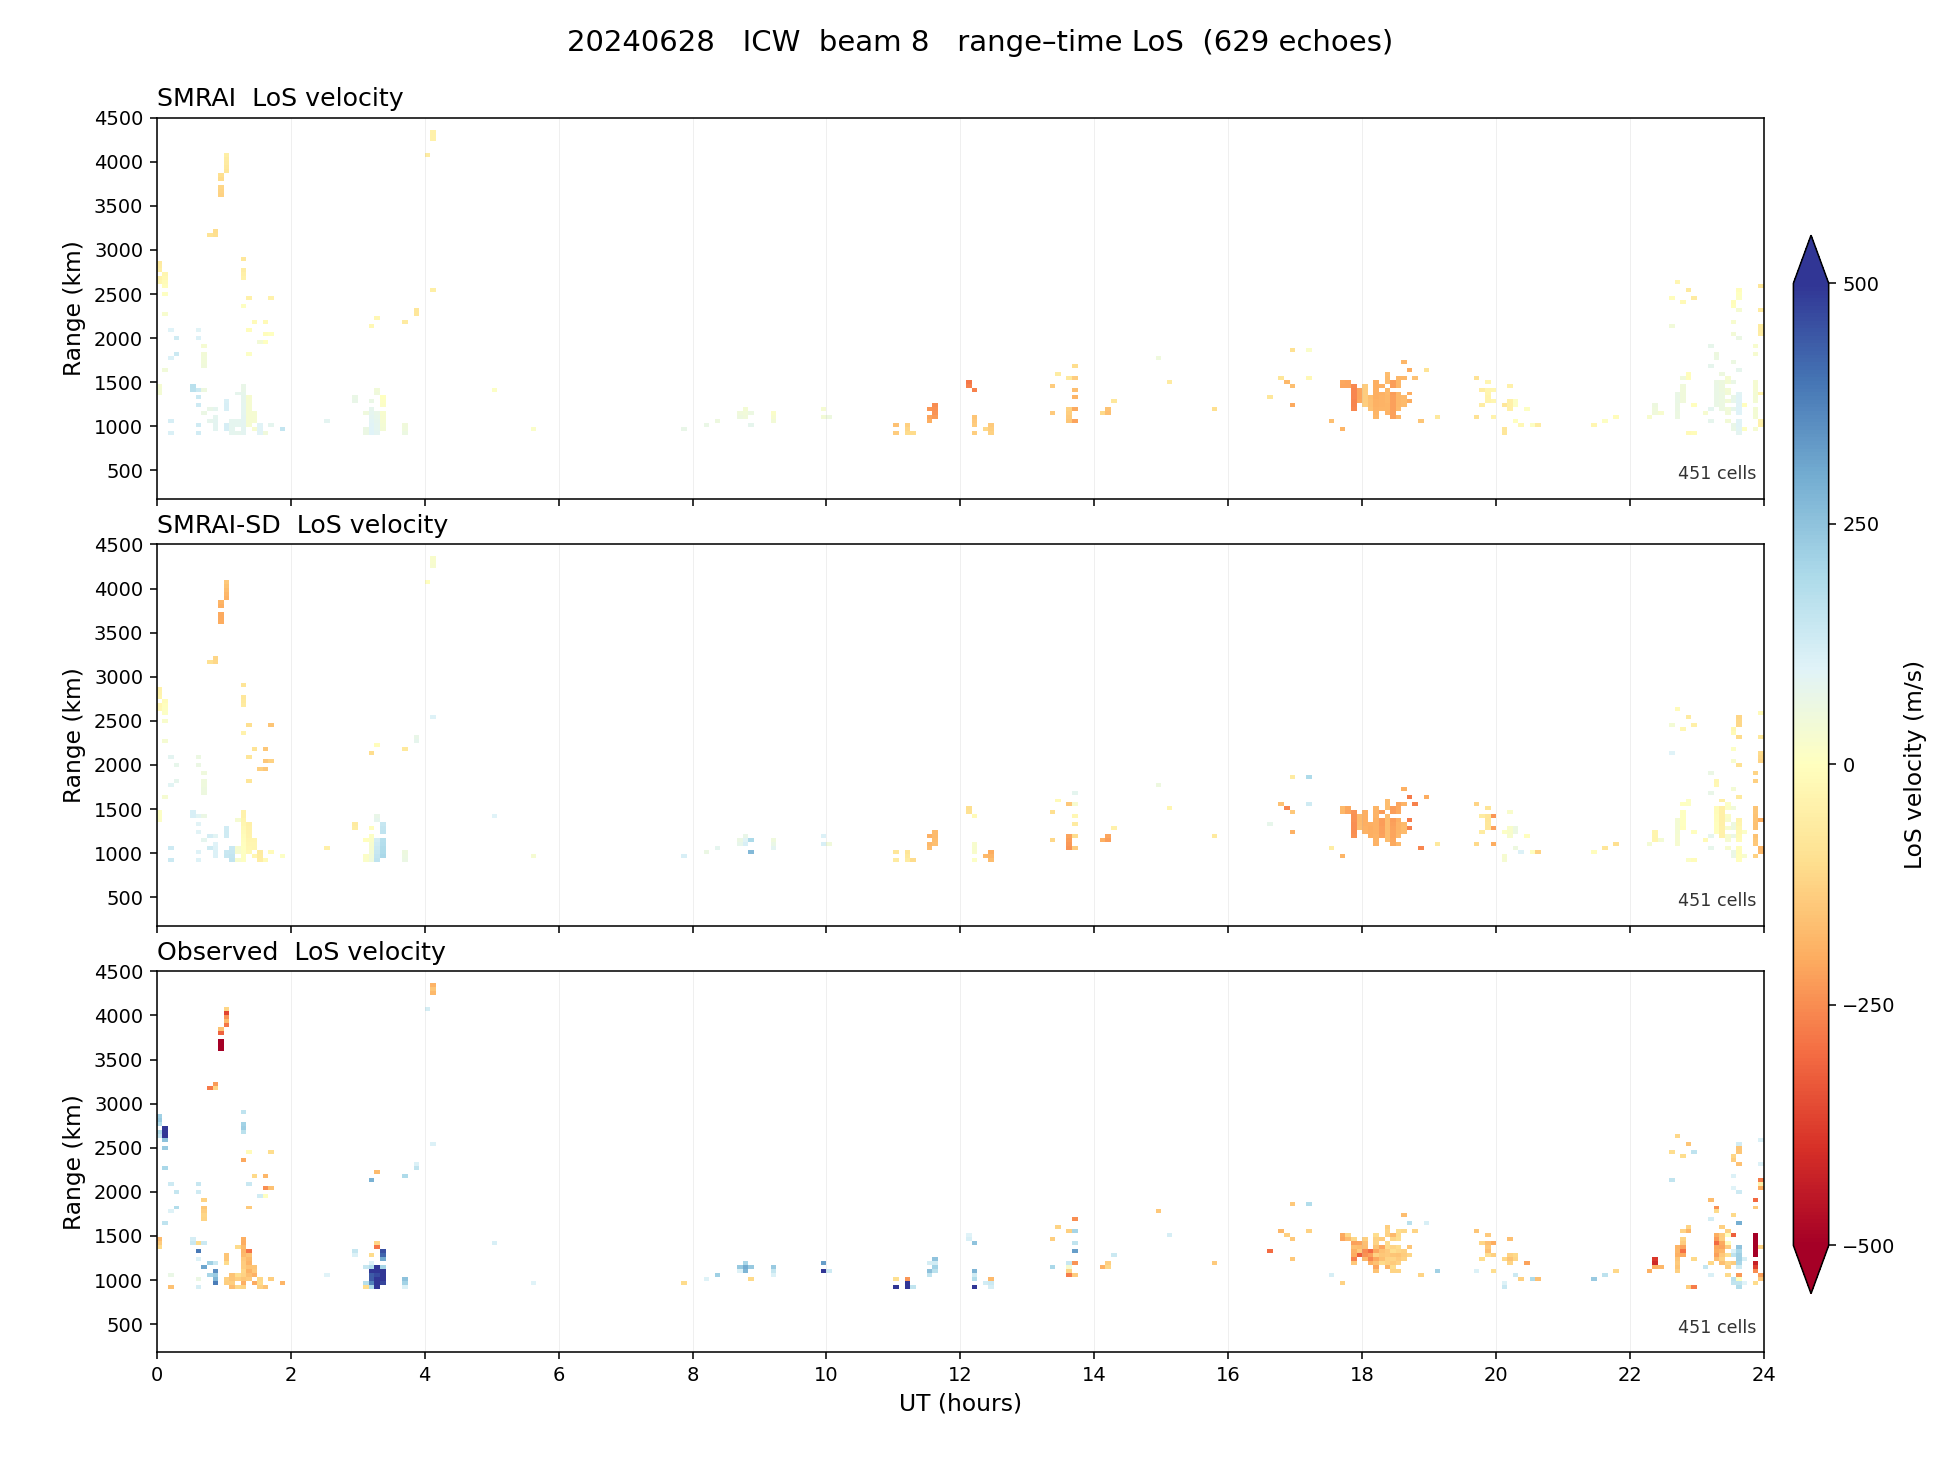 20240628   ICW  beam 8   range–time LoS  (629 echoes)
SMRAI  LoS velocity
4500
4000
3500
3000
2500
2000
1500
1000
500
Range (km)
451 cells
SMRAI-SD  LoS velocity
4500
4000
3500
3000
2500
2000
1500
1000
500
Range (km)
451 cells
Observed  LoS velocity
4500
4000
3500
3000
2500
2000
1500
1000
500
Range (km)
451 cells
0 2 4 6 8 10 12 14 16 18 20 22 24
UT (hours)
500
250
0
−250
−500
LoS velocity (m/s)